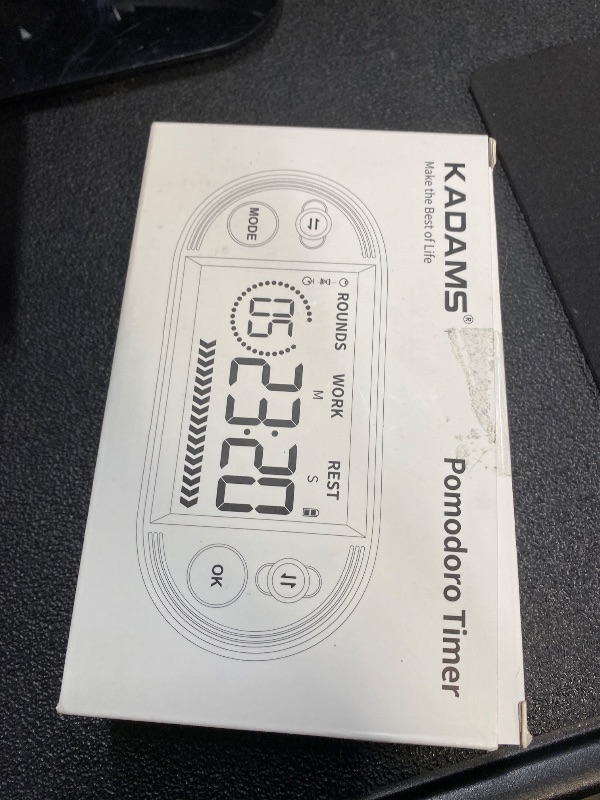 KADAMS® Pomodoro Timer
Make the Best of Life
ROUNDS WORK REST
M S
05 23:20
MODE OK